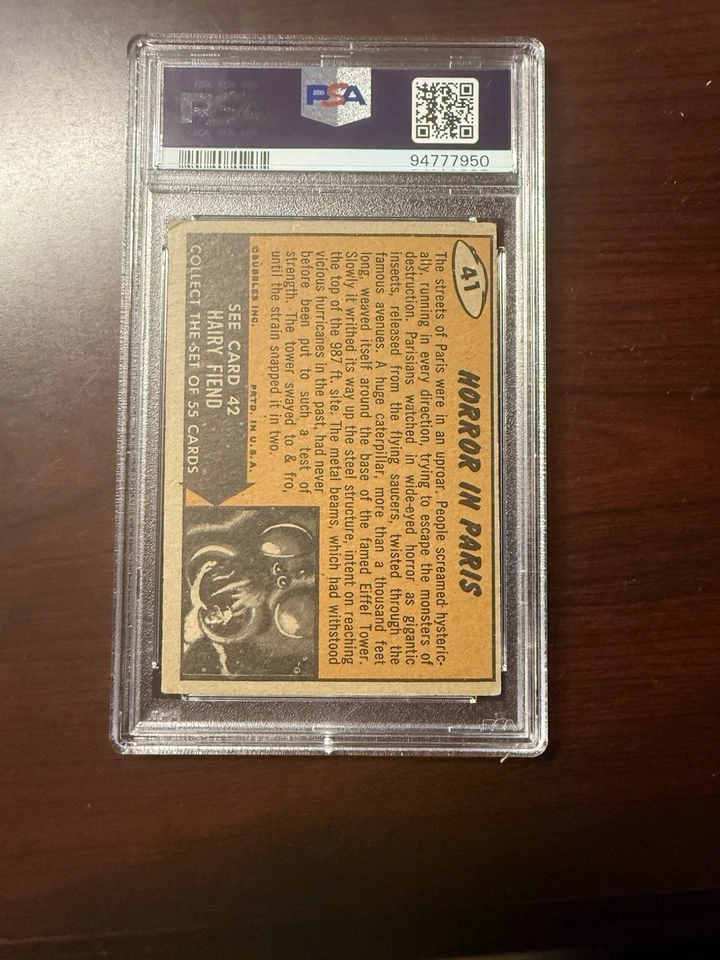 PSA
PSA
94777950
41
HORROR IN PARIS
The streets of Paris were in an uproar. People screamed hysteric-
ally, running in every direction, trying to escape the monsters of
destruction. Parisians watched in wide-eyed horror as gigantic
insects, released from the flying saucers, twisted through the
famous avenues. A huge caterpillar, more than a thousand feet
long, weaved itself around the base of the famed Eiffel Tower.
Slowly it writhed its way up the steel structure, intent on reaching
the top of the 987 ft. site. The metal beams, which had withstood
vicious hurricanes in the past, had never
before been put to such a test of
strength. The tower swayed to & fro,
until the strain snapped it in two.
©BUBBLES INC. PRTD. IN U.S.A.
SEE CARD 42
HAIRY FIEND
COLLECT THE SET OF 55 CARDS
PSA